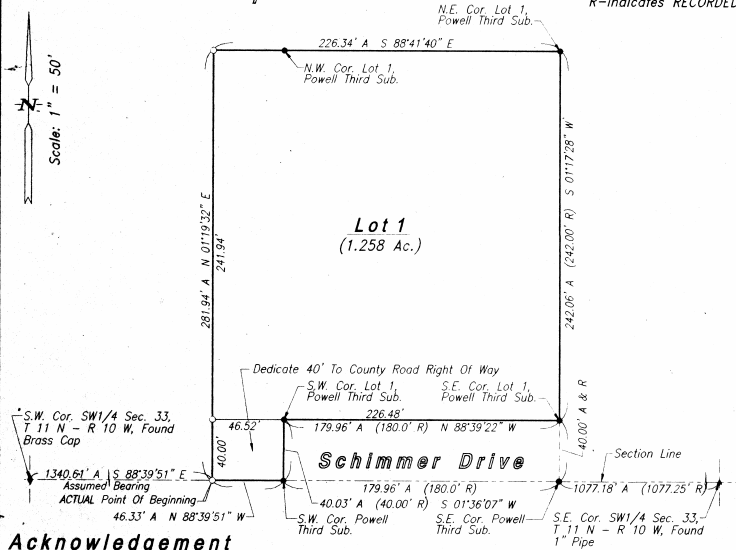 R-indicates RECORDED
N.E. Cor. Lot 1,
Powell Third Sub.
226.34' A S 88°41'40" E
N.W. Cor. Lot 1,
Powell Third Sub.
N
Scale: 1" = 50'
281.94' A N 01°19'32" E
241.94'
Lot 1
(1.258 Ac.)
242.06' A (242.00' R) S 01°17'28" W
Dedicate 40' To County Road Right Of Way
S.W. Cor. Lot 1,
Powell Third Sub.
S.E. Cor. Lot 1,
Powell Third Sub.
226.48'
46.52'
179.96' A (180.0' R) N 88°39'22" W
40.00' A & R
40.00'
S.W. Cor. SW1/4 Sec. 33,
T 11 N - R 10 W, Found
Brass Cap
Schimmer Drive
Section Line
1340.61' A S 88°39'51" E
Assumed Bearing
ACTUAL Point Of Beginning
179.96' A (180.0' R)
1077.18' A (1077.25' R)
40.03' A (40.00' R) S 01°36'07" W
46.33' A N 88°39'51" W
S.W. Cor. Powell
Third Sub.
S.E. Cor. Powell
Third Sub.
S.E. Cor. SW1/4 Sec. 33,
T 11 N - R 10 W, Found
1" Pipe
Acknowledgement